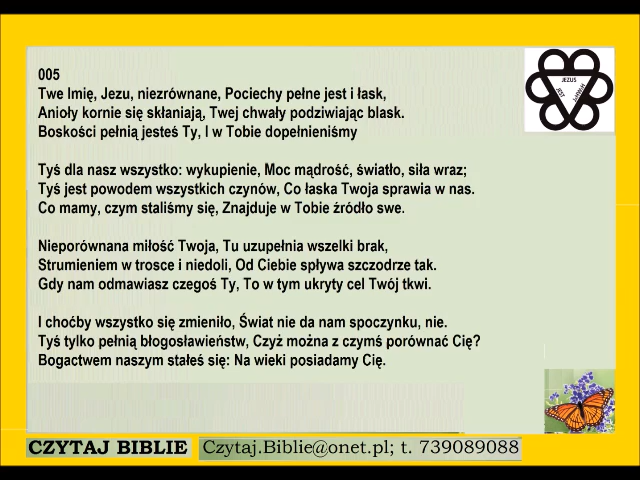 005
Twe Imię, Jezu, niezrównane, Pociechy pełne jest i łask,
Anioły kornie się skłaniają, Twej chwały podziwiając blask.
Boskości pełnią jesteś Ty, I w Tobie dopełnieniśmy
Tyś dla nasz wszystko: wykupienie, Moc mądrość, światło, siła wraz;
Tyś jest powodem wszystkich czynów, Co łaska Twoja sprawia w nas.
Co mamy, czym staliśmy się, Znajduje w Tobie źródło swe.
Nieporównana miłość Twoja, Tu uzupełnia wszelki brak,
Strumieniem w trosce i niedoli, Od Ciebie spływa szczodrze tak.
Gdy nam odmawiasz czegoś Ty, To w tym ukryty cel Twój tkwi.
I choćby wszystko się zmieniło, Świat nie da nam spoczynku, nie.
Tyś tylko pełnią błogosławieństw, Czyż można z czymś porównać Cię?
Bogactwem naszym stałeś się: Na wieki posiadamy Cię.
JEZUS
JEST
CZYTAJ BIBLIE
Czytaj.Biblie@onet.pl; t. 739089088